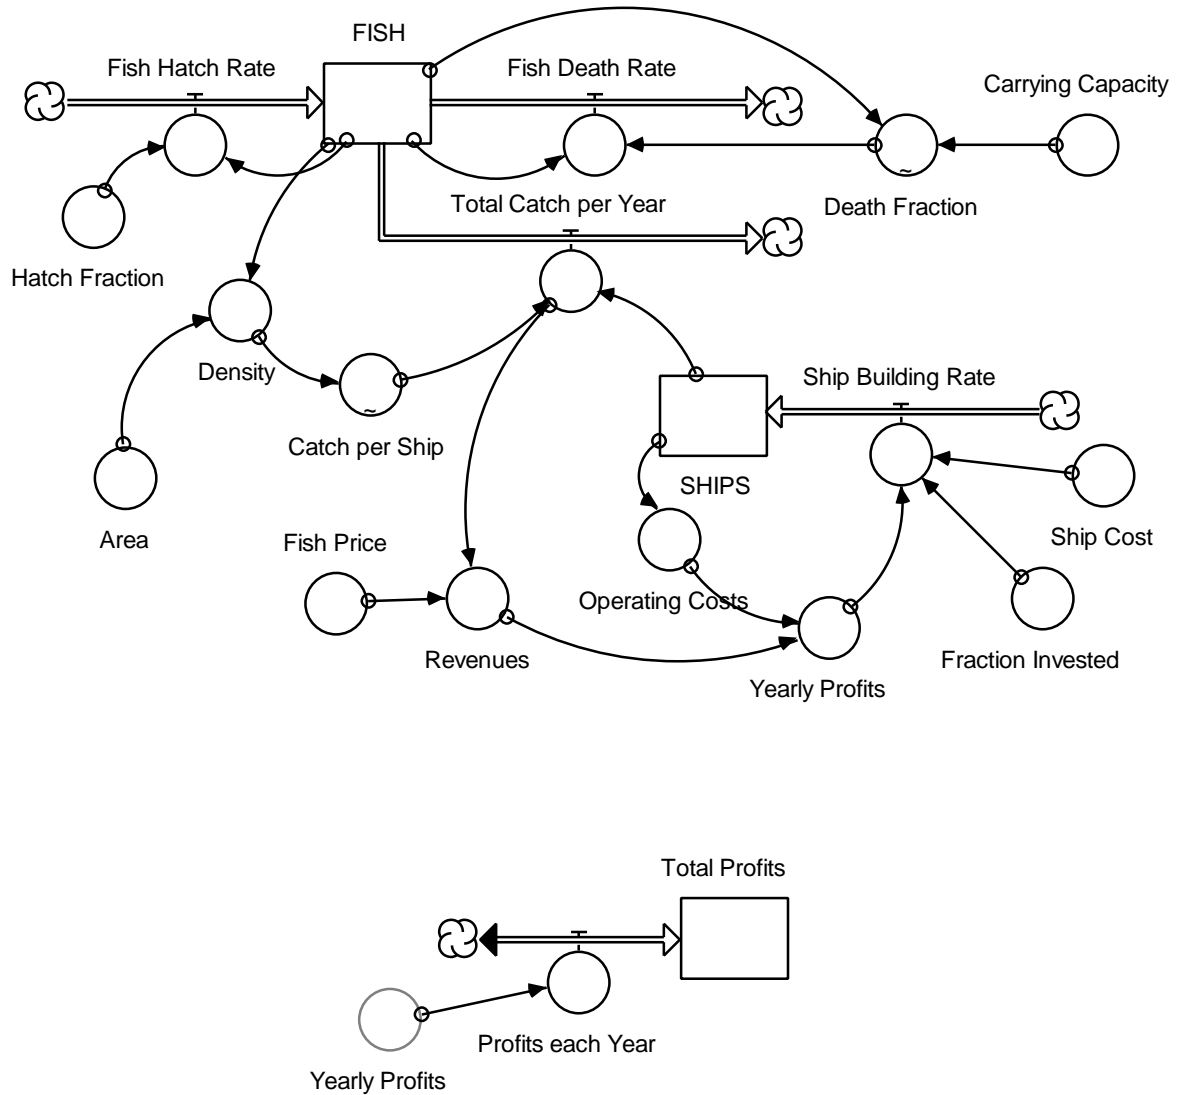 FISH
Fish Hatch Rate
Fish Death Rate
Carrying Capacity
Total Catch per Year
Death Fraction
Hatch Fraction
~
Density
Ship Building Rate
~
Catch per Ship
SHIPS
Area
Fish Price
Ship Cost
Operating Costs
Revenues
Fraction Invested
Yearly Profits
Total Profits
Profits each Year
Yearly Profits